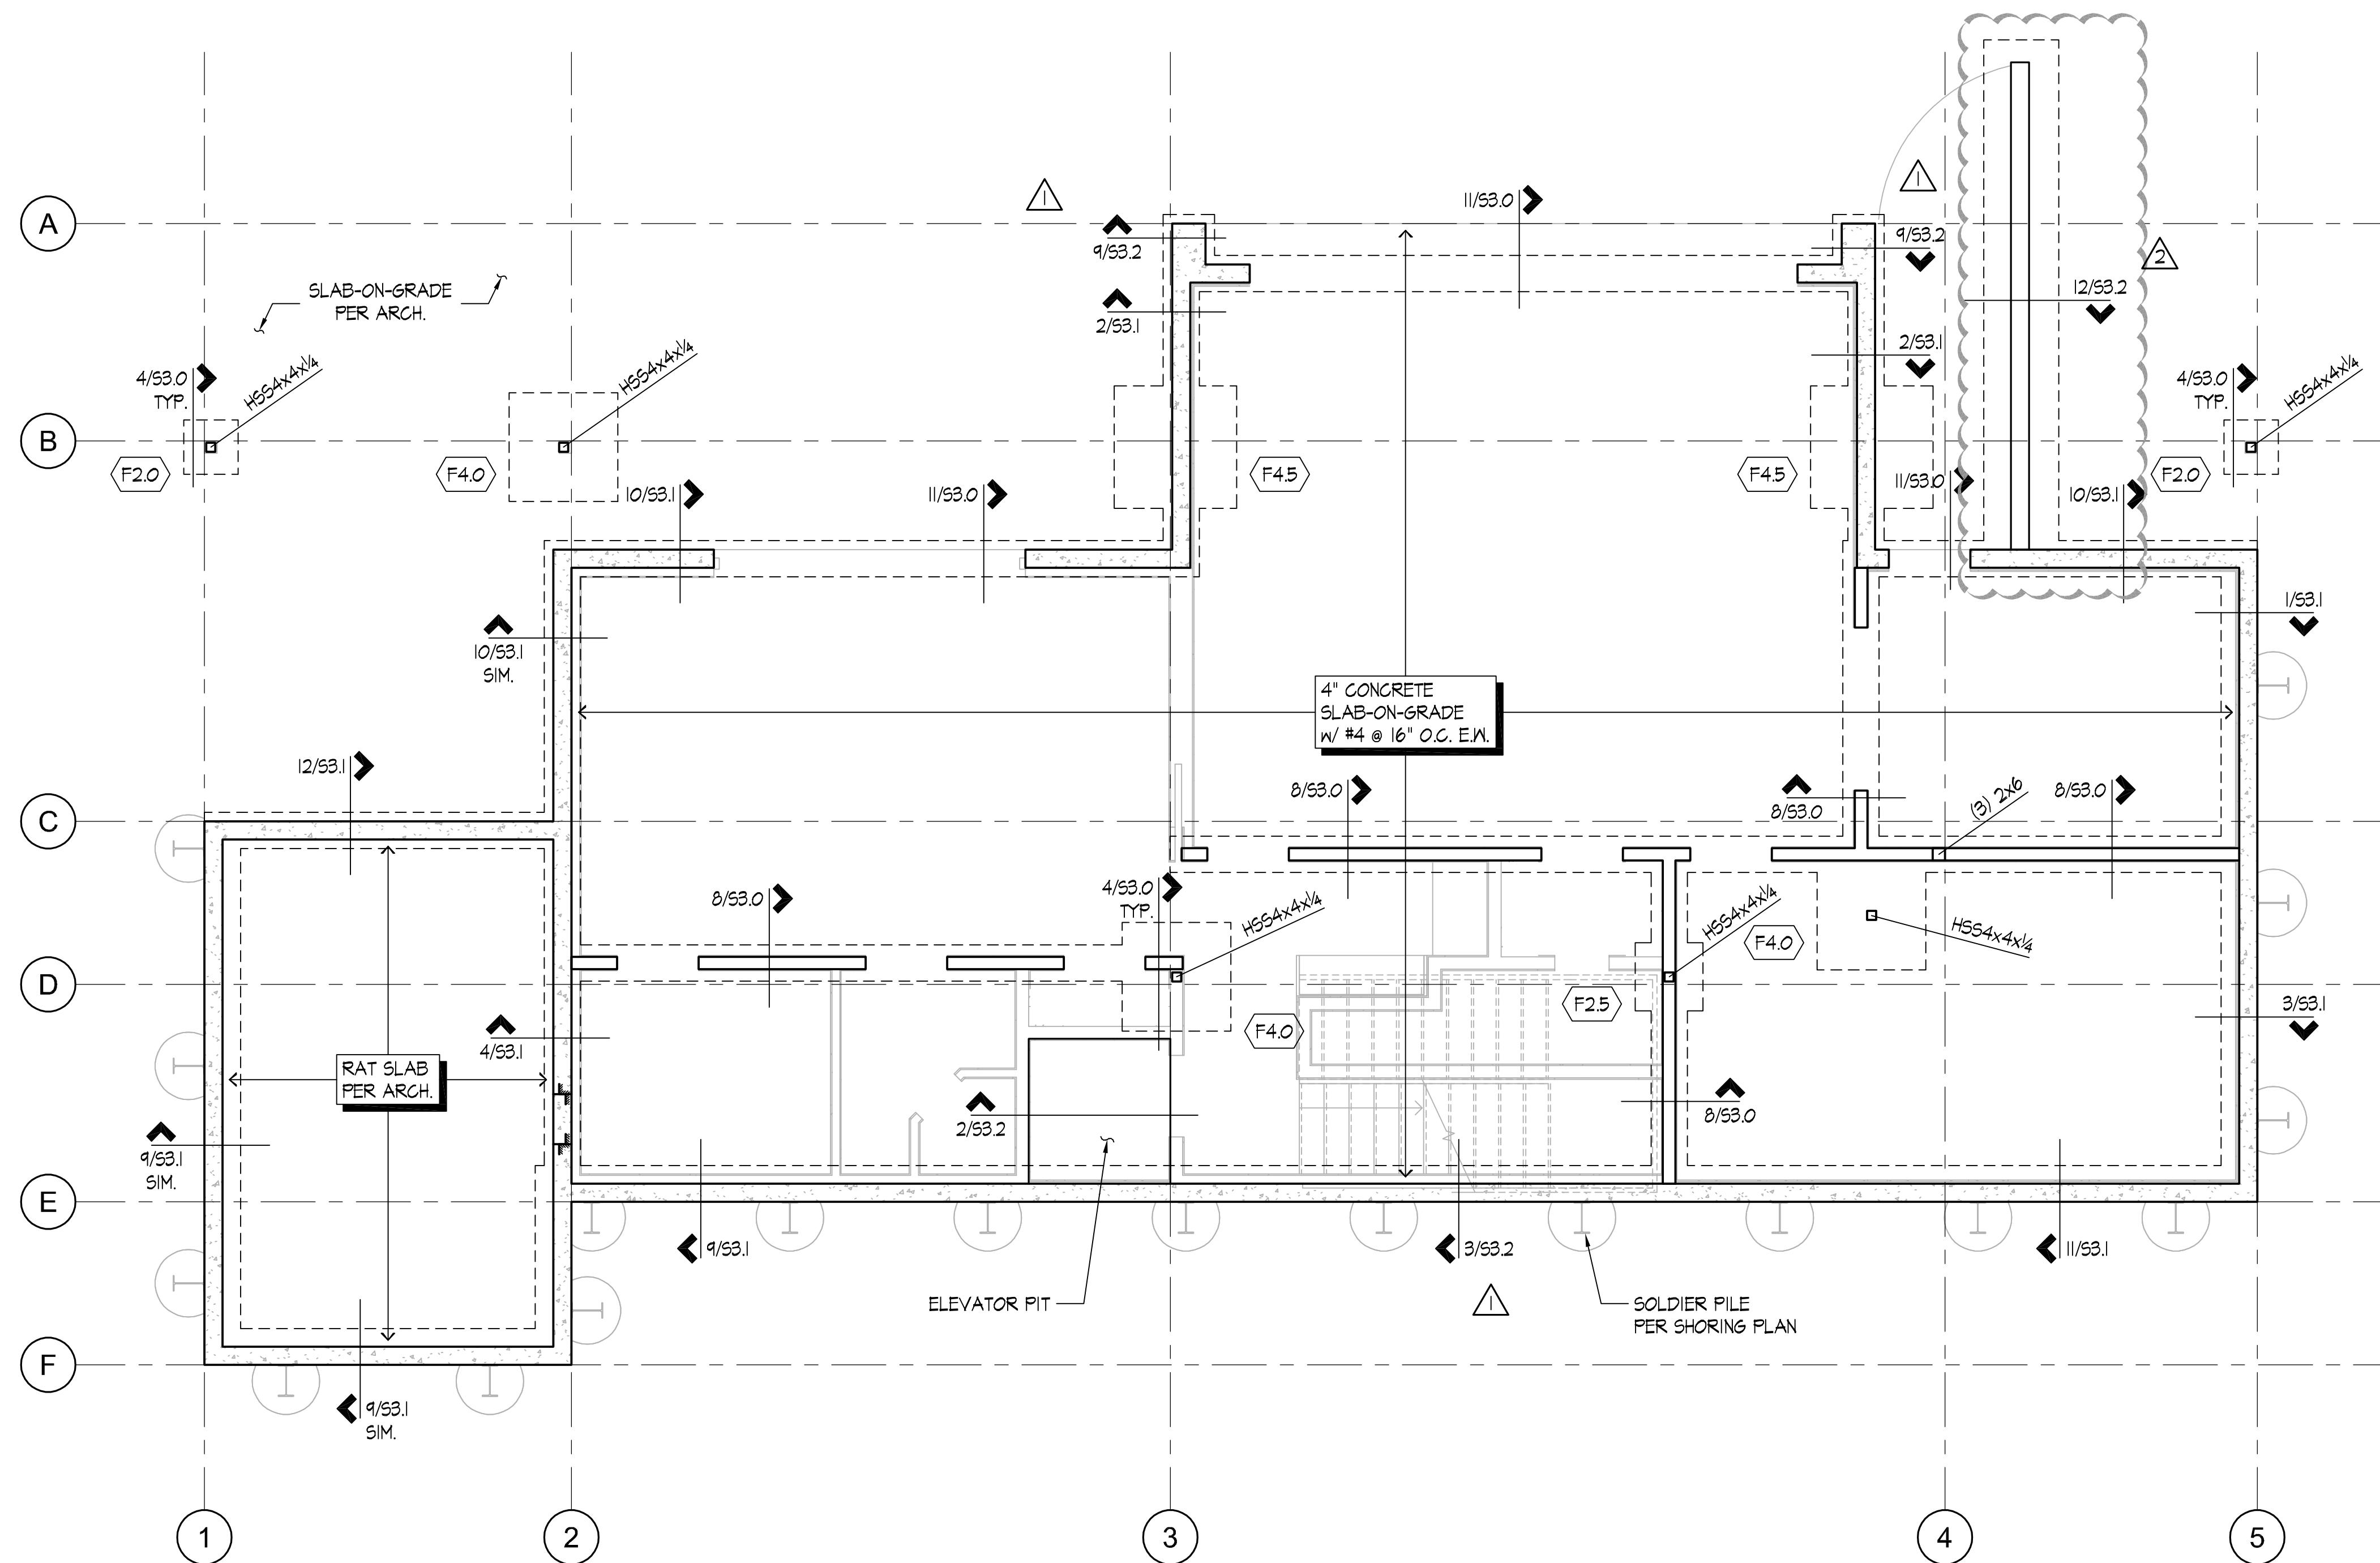 1
1
A
11/S3.0
9/S3.2
9/S3.2
2
SLAB-ON-GRADE
PER ARCH.
12/S3.2
2/S3.1
2/S3.1
4/S3.0
TYP.
HSS4x4x1/4
HSS4x4x1/4
4/S3.0
TYP.
HSS4x4x1/4
B
F2.0
F4.0
F4.5
F4.5
F2.0
10/S3.1
11/S3.0
11/S3.0
10/S3.1
1/S3.1
10/S3.1
SIM.
4" CONCRETE
SLAB-ON-GRADE
w/ #4 @ 16" O.C. E.W.
12/S3.1
8/S3.0
8/S3.0
(3) 2x6
8/S3.0
C
8/S3.0
4/S3.0
TYP.
HSS4x4x1/4
HSS4x4x1/4
F4.0
HSS4x4x1/4
D
F2.5
F4.0
3/S3.1
4/S3.1
RAT SLAB
PER ARCH.
2/S3.2
8/S3.0
9/S3.1
SIM.
E
9/S3.1
3/S3.2
11/S3.1
ELEVATOR PIT
1
SOLDIER PILE
PER SHORING PLAN
F
9/S3.1
SIM.
1
2
3
4
5